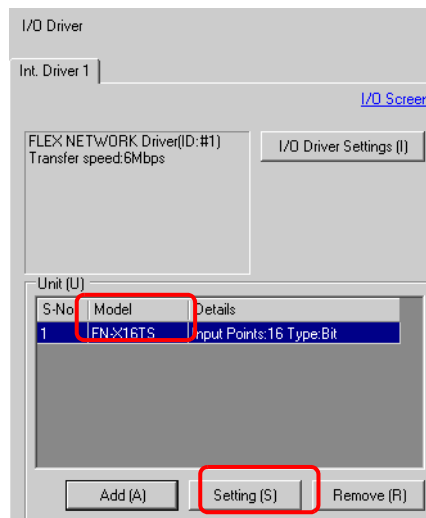 I/O Driver
Int. Driver 1
I/O Screen
FLEX NETWORK Driver(ID:#1)
I/O Driver Settings (I)
Transfer speed:6Mbps
Unit (U)
S-No Model Details
1 FN-X16TS Input Points:16 Type:Bit
Add (A) Setting (S) Remove (R)